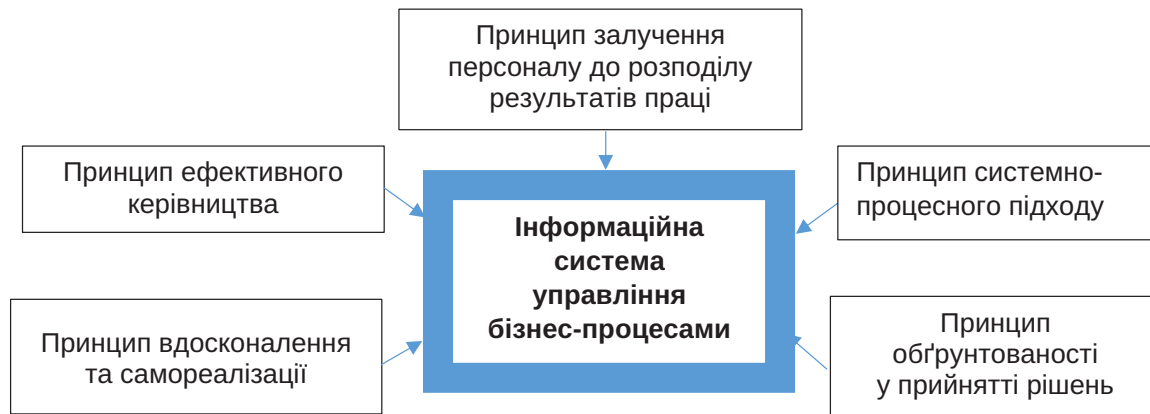 Принцип залучення
персоналу до розподілу
результатів праці
Принцип ефективного
керівництва
Принцип системно-
процесного підходу
Інформаційна
система
управління
бізнес-процесами
Принцип вдосконалення
та самореалізації
Принцип
обґрунтованості
у прийнятті рішень